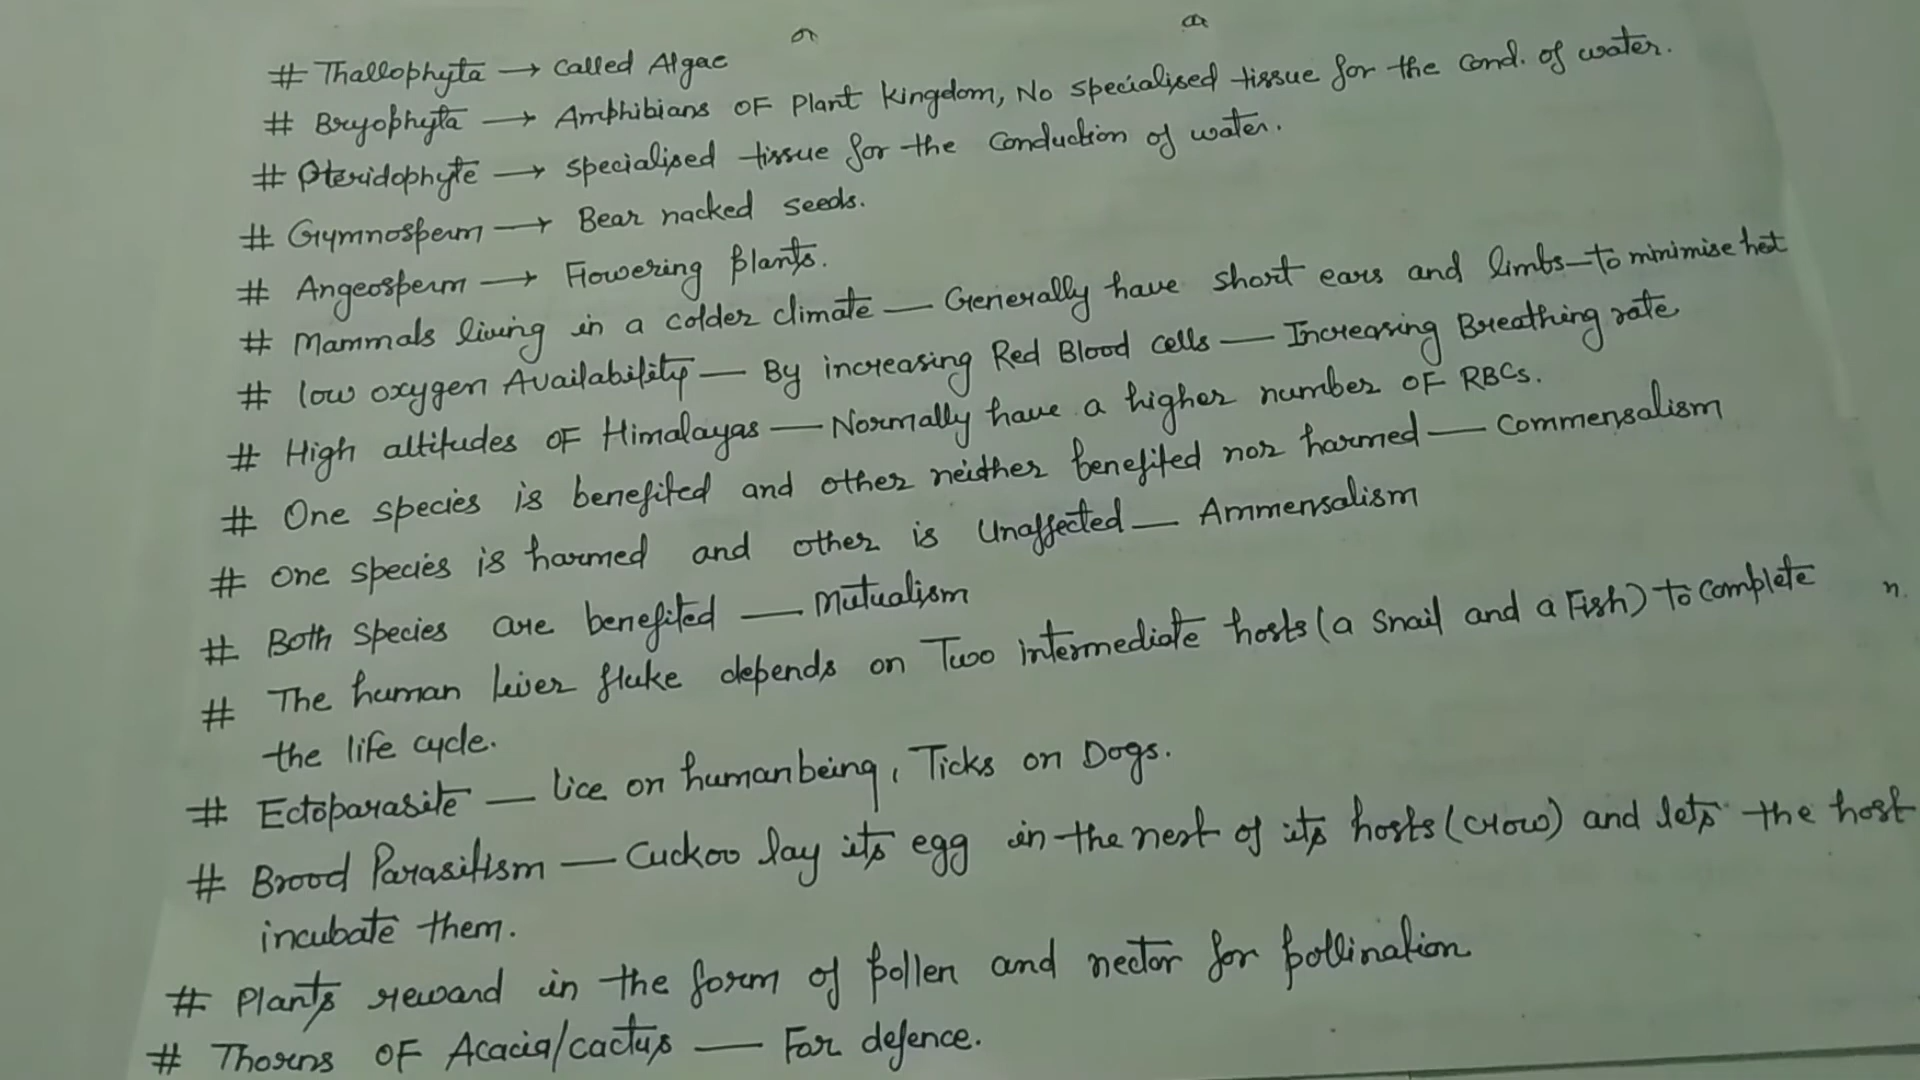 # Thallophyta → called Algae
# Bryophyta → Amphibians OF Plant kingdom, No specialised tissue for the cond. of water.
# Pteridophyte → specialised tissue for the conduction of water.
# Gymnosperm → Bear nacked seeds.
# Angeosperm → Flowering plants.
# Mammals living in a colder climate — Generally have short ears and limbs—to minimise het
# low oxygen Availability — By increasing Red Blood cells — Increasing Breathing rate
# High altitudes OF Himalayas — Normally have a higher number OF RBCs.
# One species is benefited and other neither benefited nor harmed — Commensalism
# One species is harmed and other is Unaffected — Ammensalism
# Both species are benefited — Mutualism
# The human liver fluke depends on Two intermediate hosts (a snail and a Fish) to complete
the life cycle.
# Ectoparasite — lice on humanbeing, Ticks on Dogs.
# Brood Parasitism — Cuckoo lay its egg in the nest of its hosts (crow) and lets the host
incubate them.
# Plants reward in the form of pollen and nector for pollination
# Thorns OF Acacia/cactus — For defence.